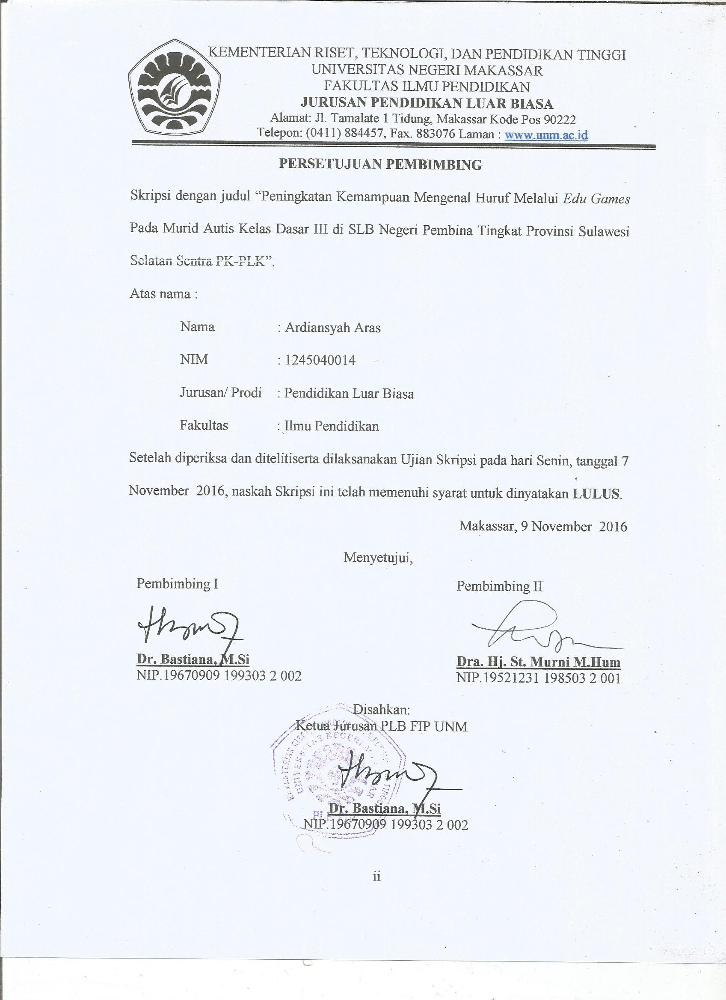 KEMENTERIAN RISET, TEKNOLOGI, DAN PENDIDIKAN TINGGI
UNIVERSITAS NEGERI MAKASSAR
FAKULTAS ILMU PENDIDIKAN
JURUSAN PENDIDIKAN LUAR BIASA
Alamat: Jl. Tamalate 1 Tidung, Makassar Kode Pos 90222
Telepon: (0411) 884457, Fax. 883076 Laman : www.unm.ac.id
PERSETUJUAN PEMBIMBING
Skripsi dengan judul “Peningkatan Kemampuan Mengenal Huruf Melalui Edu Games
Pada Murid Autis Kelas Dasar III di SLB Negeri Pembina Tingkat Provinsi Sulawesi
Selatan Sentra PK-PLK”.
Atas nama :
Nama : Ardiansyah Aras
NIM : 1245040014
Jurusan/ Prodi : Pendidikan Luar Biasa
Fakultas : Ilmu Pendidikan
Setelah diperiksa dan ditelitiserta dilaksanakan Ujian Skripsi pada hari Senin, tanggal 7
November 2016, naskah Skripsi ini telah memenuhi syarat untuk dinyatakan LULUS.
Makassar, 9 November 2016
Menyetujui,
Pembimbing I
Pembimbing II
Dr. Bastiana, M.Si
NIP.19670909 199303 2 002
Dra. Hj. St. Murni M.Hum
NIP.19521231 198503 2 001
Disahkan:
Ketua Jurusan PLB FIP UNM
UNIVERSITAS NEGERI
Dr. Bastiana, M.Si
NIP.19670909 199303 2 002
ii